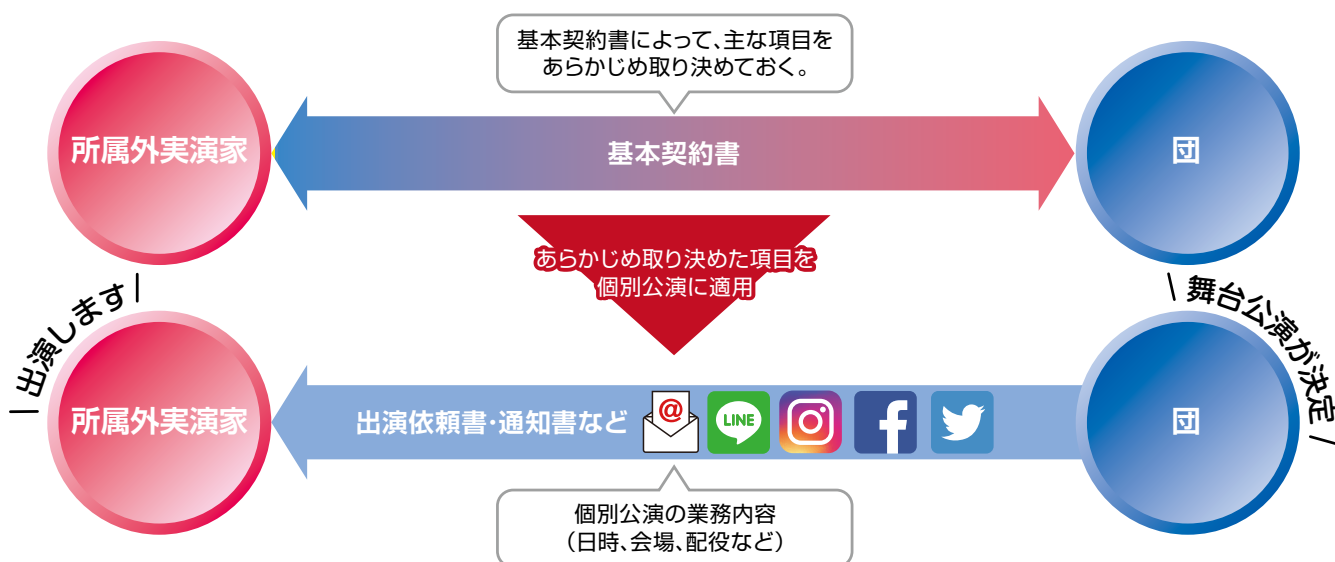 基本契約書によって、主な項目を
あらかじめ取り決めておく。
所属外実演家
基本契約書
団
あらかじめ取り決めた項目を
個別公演に適用
\ 出演します /
\ 舞台公演が決定 /
所属外実演家
出演依頼書・通知書など
@
LINE
団
個別公演の業務内容
（日時、会場、配役など）